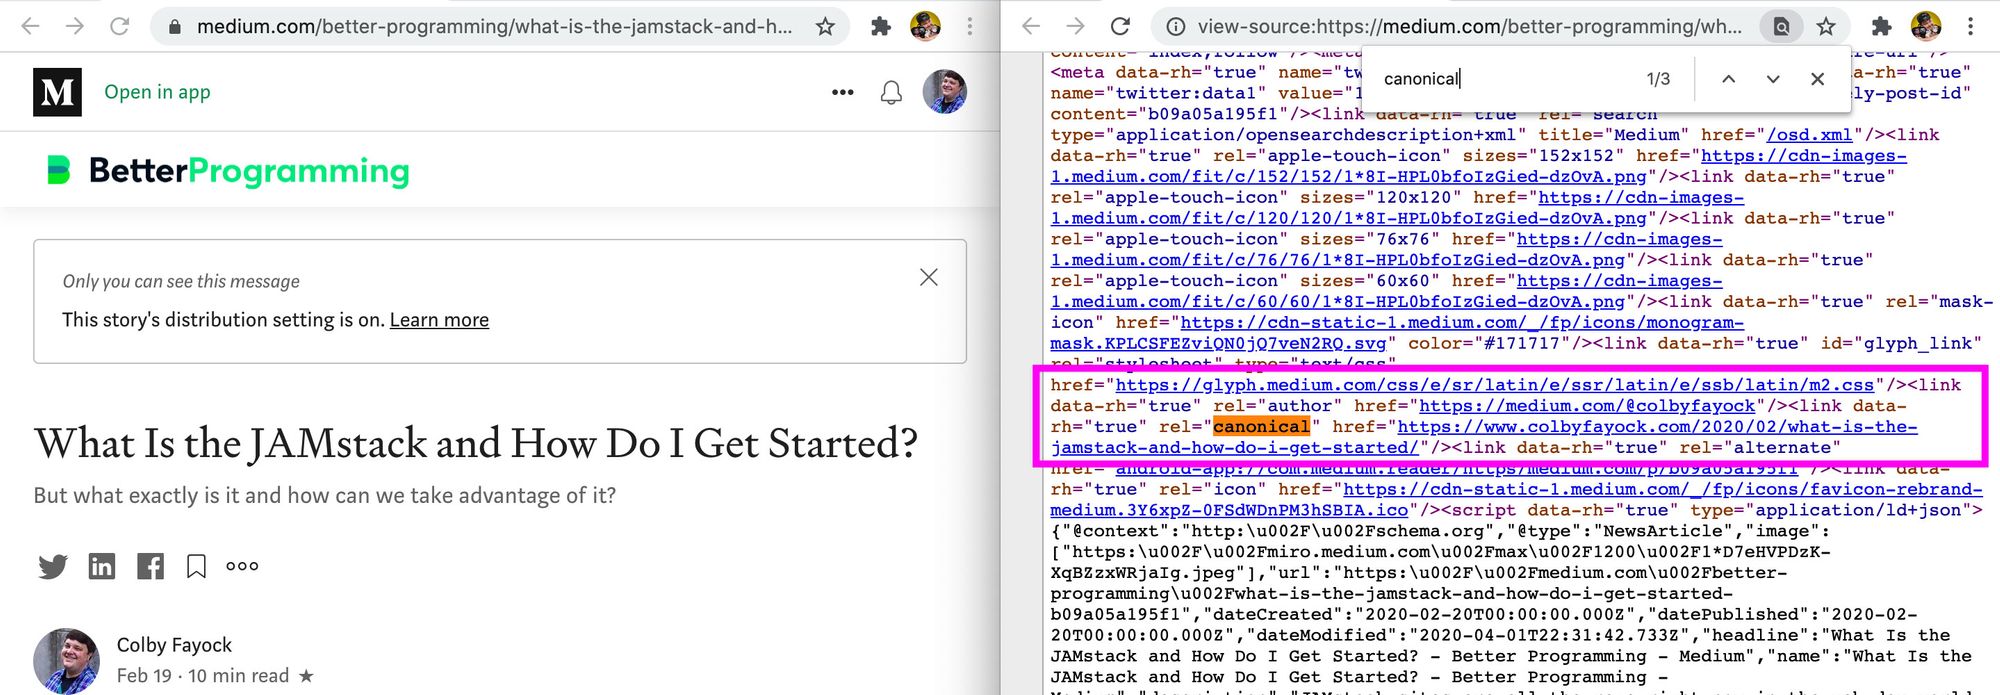 medium.com/better-programming/what-is-the-jamstack-and-h...
M
Open in app
BetterProgramming
Only you can see this message
This story's distribution setting is on. Learn more
What Is the JAMstack and How Do I Get Started?
But what exactly is it and how can we take advantage of it?
Colby Fayock
Feb 19 · 10 min read ★
view-source:https://medium.com/better-programming/wh...
canonical
1/3
<meta data-rh="true" name="tw
name="twitter:data1" value="1
ly-post-id"
content="b09a05a195f1"/><link data-rh="true" rel="search"
type="application/opensearchdescription+xml" title="Medium" href="/osd.xml"/><link
data-rh="true" rel="apple-touch-icon" sizes="152x152" href="https://cdn-images-
1.medium.com/fit/c/152/152/1*8I-HPL0bfoIzGied-dzOvA.png"/><link data-rh="true"
rel="apple-touch-icon" sizes="120x120" href="https://cdn-images-
1.medium.com/fit/c/120/120/1*8I-HPL0bfoIzGied-dzOvA.png"/><link data-rh="true"
rel="apple-touch-icon" sizes="76x76" href="https://cdn-images-
1.medium.com/fit/c/76/76/1*8I-HPL0bfoIzGied-dzOvA.png"/><link data-rh="true"
rel="apple-touch-icon" sizes="60x60" href="https://cdn-images-
1.medium.com/fit/c/60/60/1*8I-HPL0bfoIzGied-dzOvA.png"/><link data-rh="true" rel="mask-
icon" href="https://cdn-static-1.medium.com/_/fp/icons/monogram-
mask.KPLCSFEZviQN0jQ7veN2RQ.svg" color="#171717"/><link data-rh="true" id="glyph_link"
rel="stylesheet" type="text/css"
href="https://glyph.medium.com/css/e/sr/latin/e/ssr/latin/e/ssb/latin/m2.css"/><link
data-rh="true" rel="author" href="https://medium.com/@colbyfayock"/><link data-
rh="true" rel="canonical" href="https://www.colbyfayock.com/2020/02/what-is-the-
jamstack-and-how-do-i-get-started/"/><link data-rh="true" rel="alternate"
href="android-app://com.medium.reader/https/medium.com/p/b09a05a195f1"/><link data-
rh="true" rel="icon" href="https://cdn-static-1.medium.com/_/fp/icons/favicon-rebrand-
medium.3Y6xpZ-0FSdWDnPM3hSBIA.ico"/><script data-rh="true" type="application/ld+json">
{"@context":"http:\u002F\u002Fschema.org","@type":"NewsArticle","image":
["https:\u002F\u002Fmiro.medium.com\u002Fmax\u002F1200\u002F1*D7eHVPDzK-
XqBZzxWRjaIg.jpeg"],"url":"https:\u002F\u002Fmedium.com\u002Fbetter-
programming\u002Fwhat-is-the-jamstack-and-how-do-i-get-started-
b09a05a195f1","dateCreated":"2020-02-20T00:00:00.000Z","datePublished":"2020-02-
20T00:00:00.000Z","dateModified":"2020-04-01T22:31:42.733Z","headline":"What Is the
JAMstack and How Do I Get Started? - Better Programming - Medium","name":"What Is the
JAMstack and How Do I Get Started? - Better Programming -